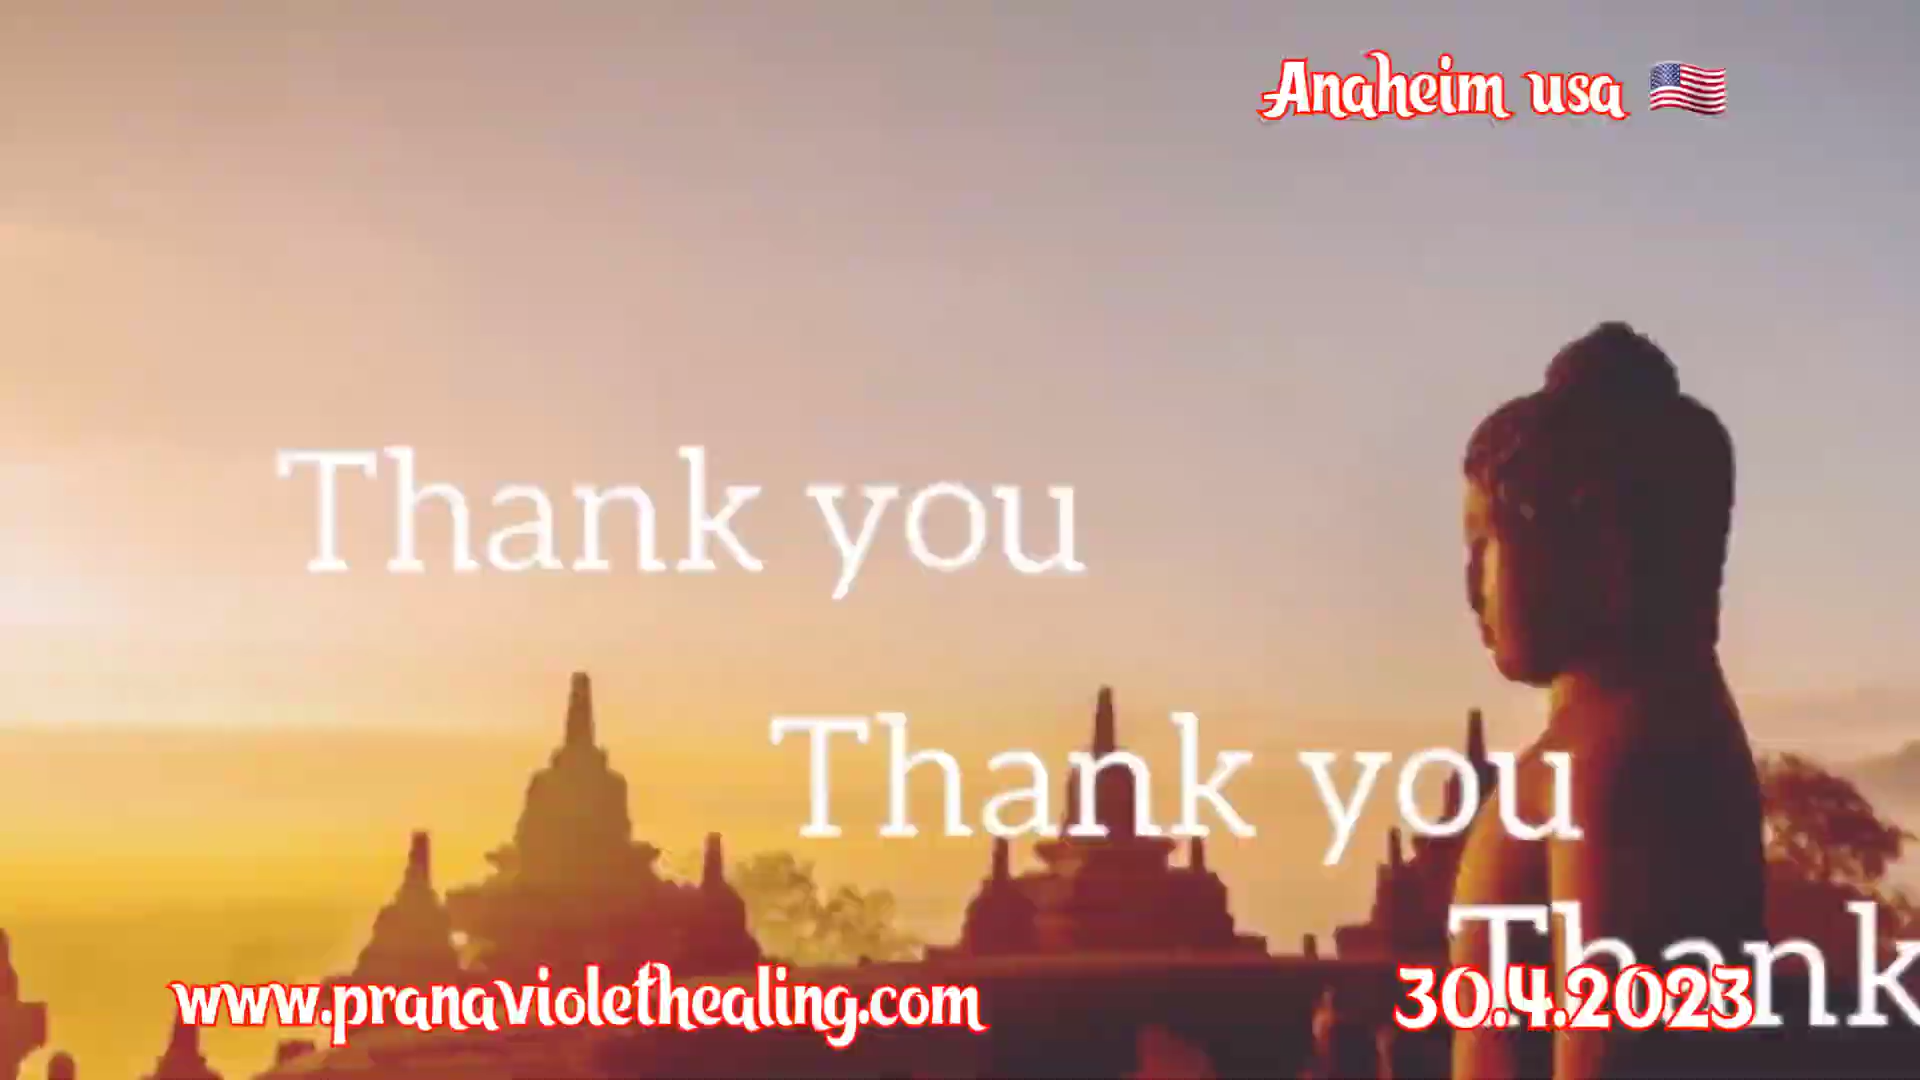 Anaheim usa 🇺🇸
Thank you
Thank you
Thank
www.pranaviolethealing.com
30.4.2023